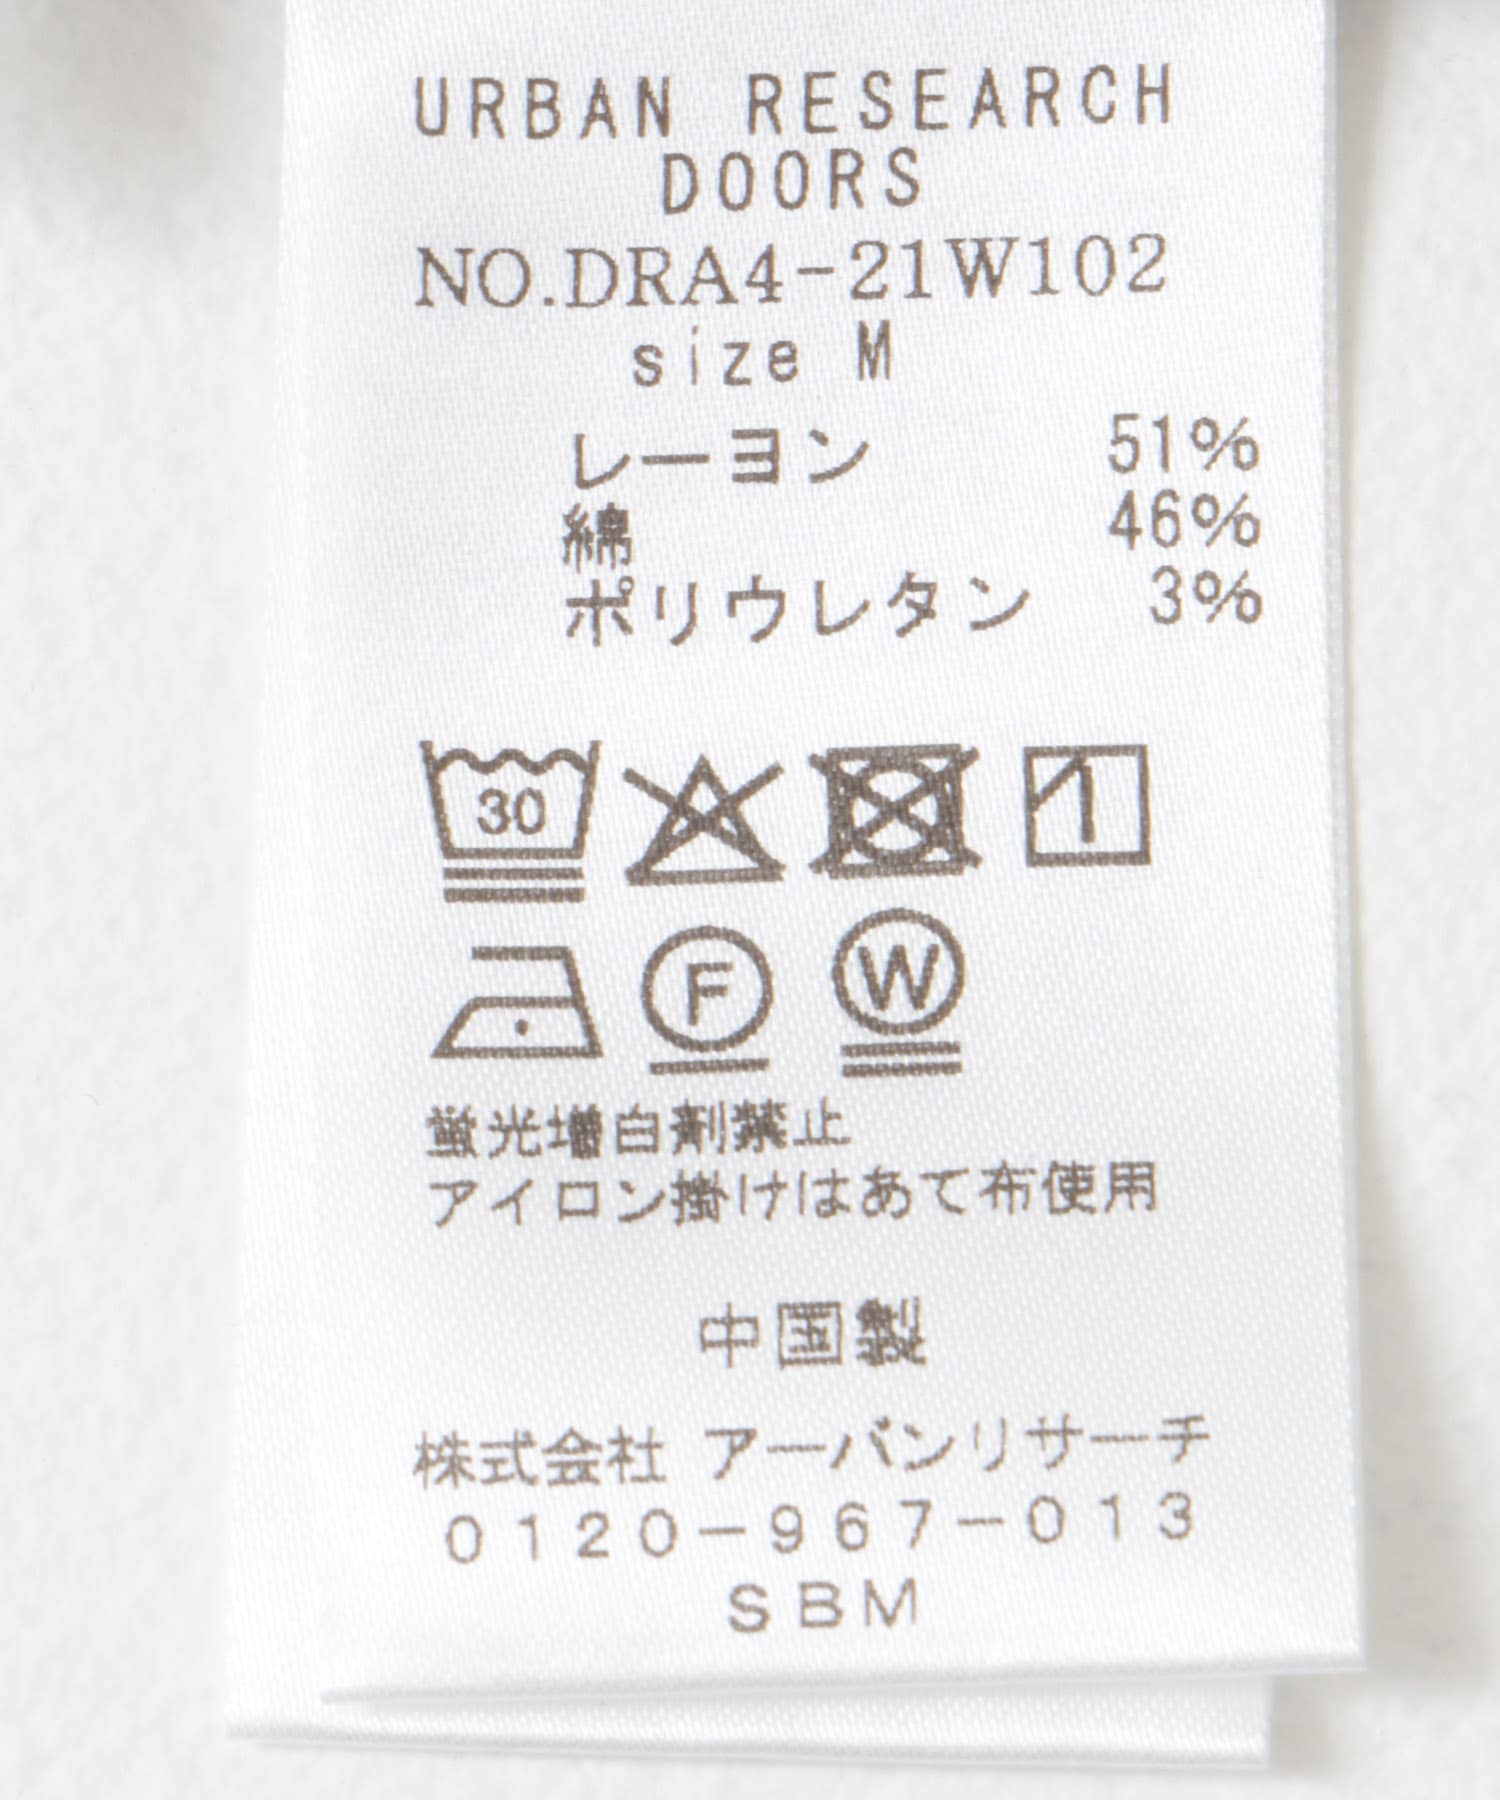 URBAN RESEARCH
DOORS
NO.DRA4-21W102
size M
レーヨン 51%
綿 46%
ポリウレタン 3%
30
F W
蛍光増白剤禁止
アイロン掛けはあて布使用
中国製
株式会社 アーバンリサーチ
0120-967-013
SBM